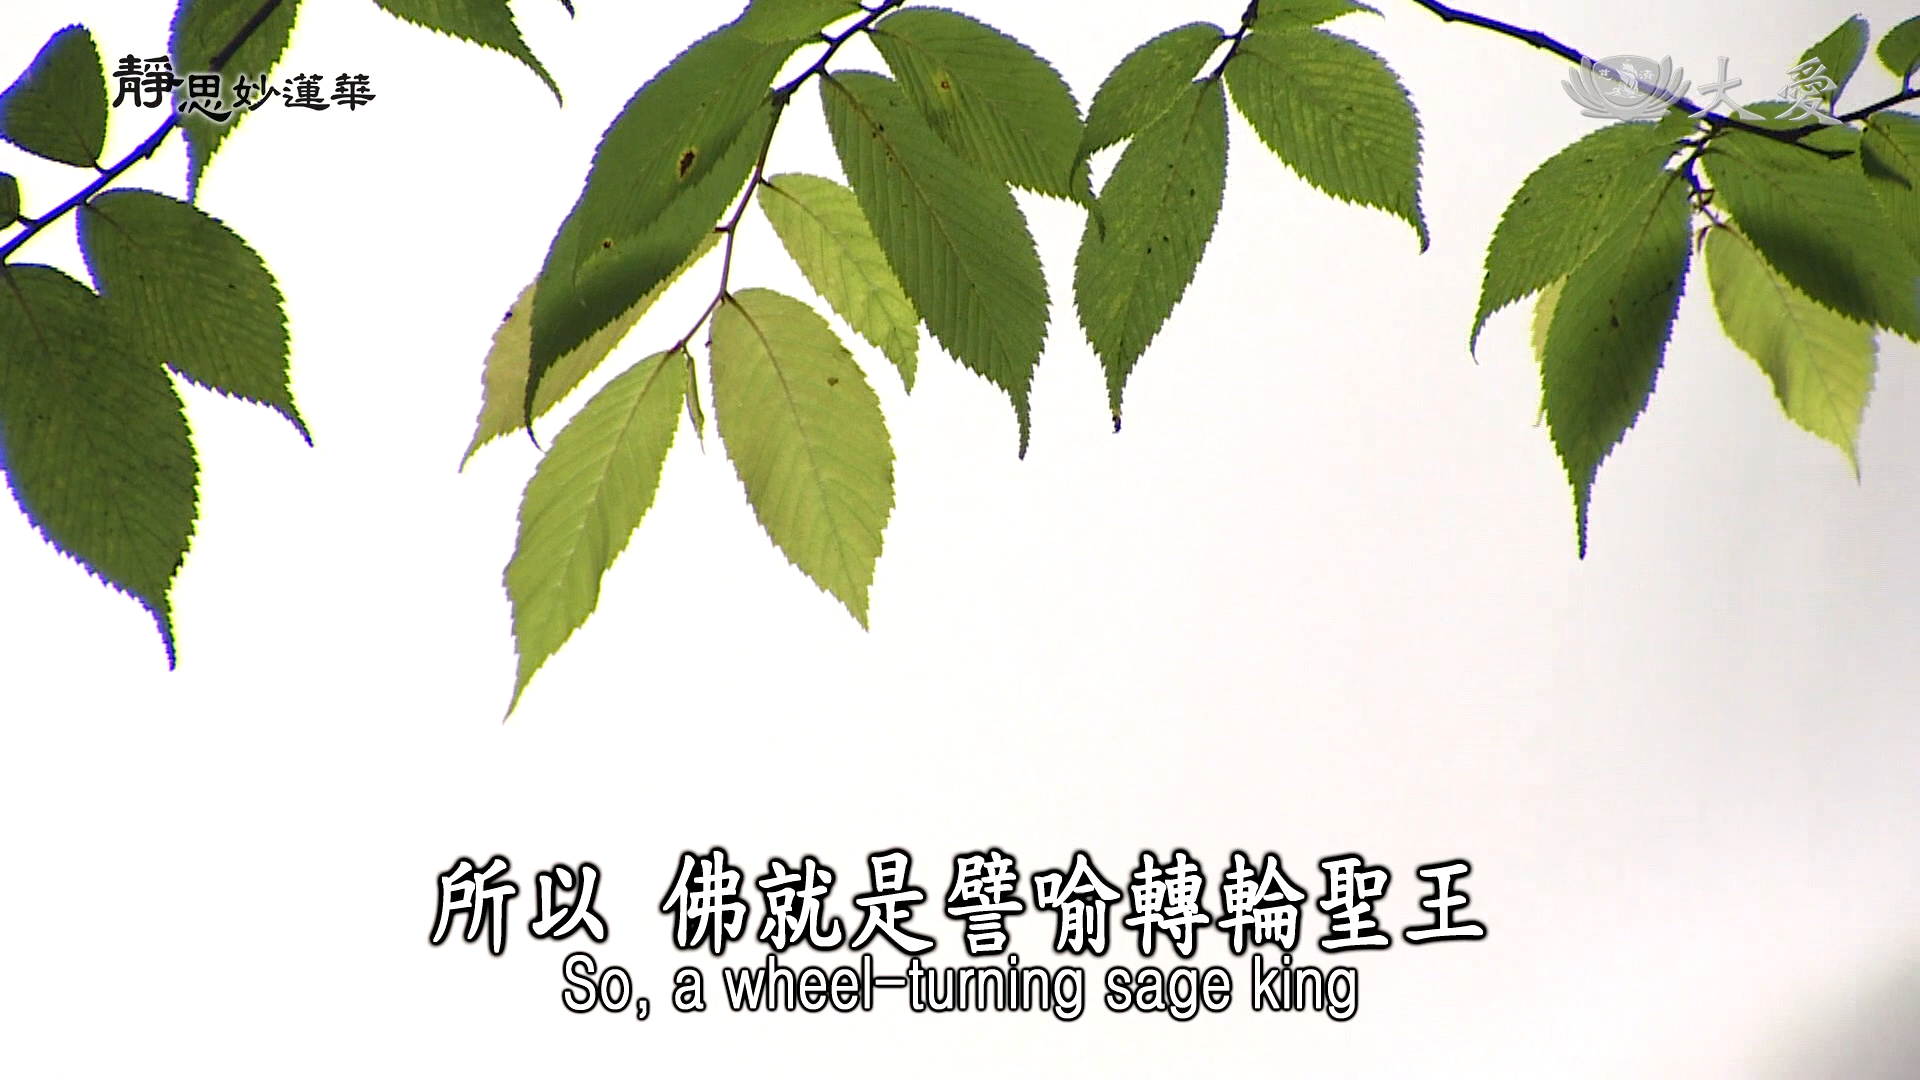 靜思妙蓮華
大愛
所以 佛就是譬喻轉輪聖王
So, a wheel-turning sage king